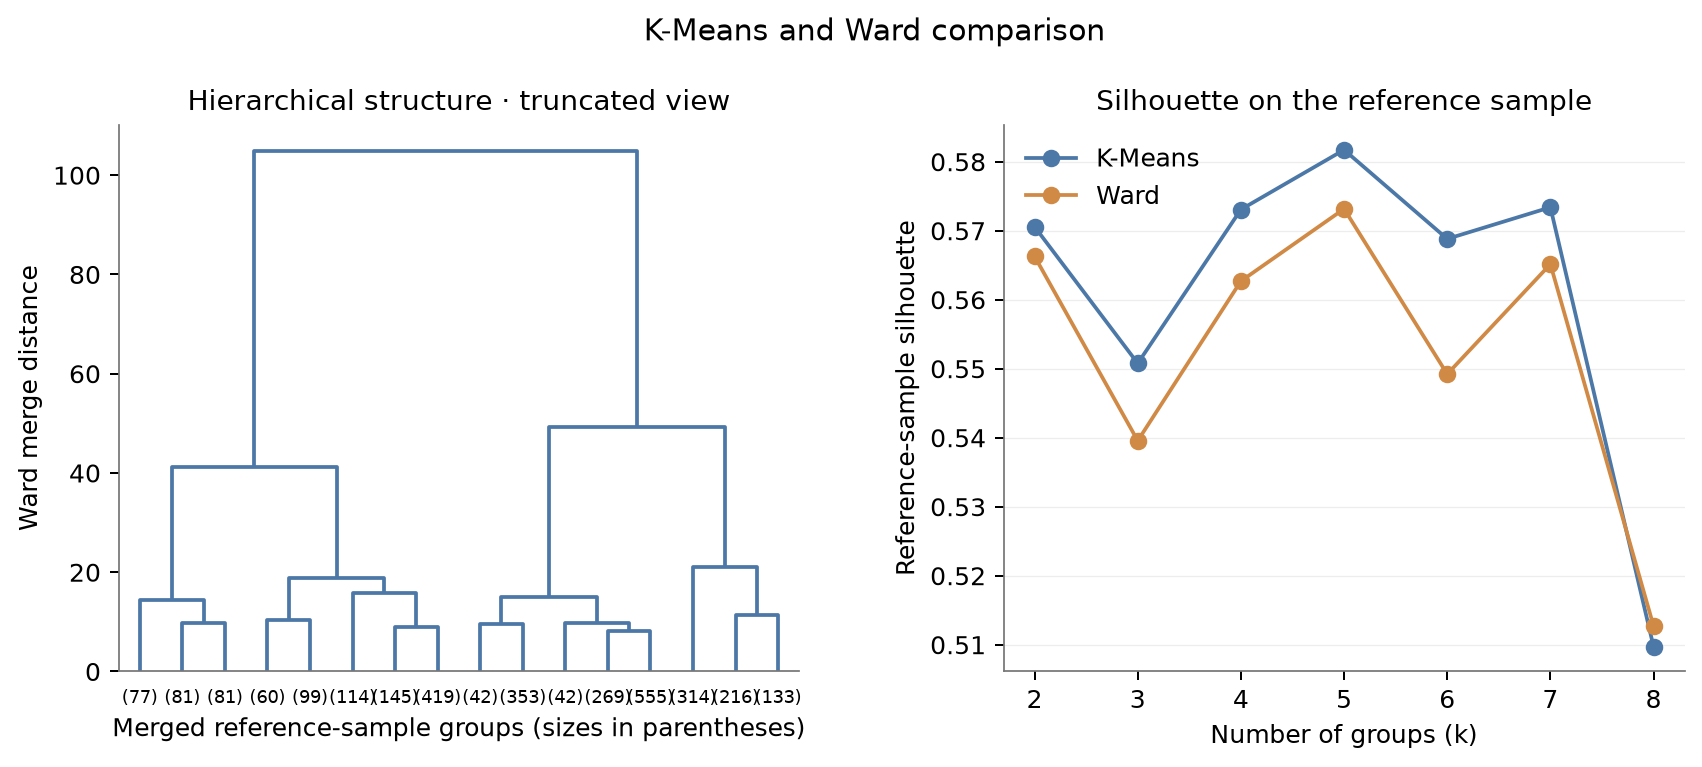 K-Means and Ward comparison
Hierarchical structure · truncated view
Ward merge distance
100
80
60
40
20
0
(77) (81) (81) (60) (99) (114) (145) (419) (42) (353) (42) (269) (555) (314) (216) (133)
Merged reference-sample groups (sizes in parentheses)
Silhouette on the reference sample
K-Means
Ward
Reference-sample silhouette
0.58
0.57
0.56
0.55
0.54
0.53
0.52
0.51
2 3 4 5 6 7 8
Number of groups (k)